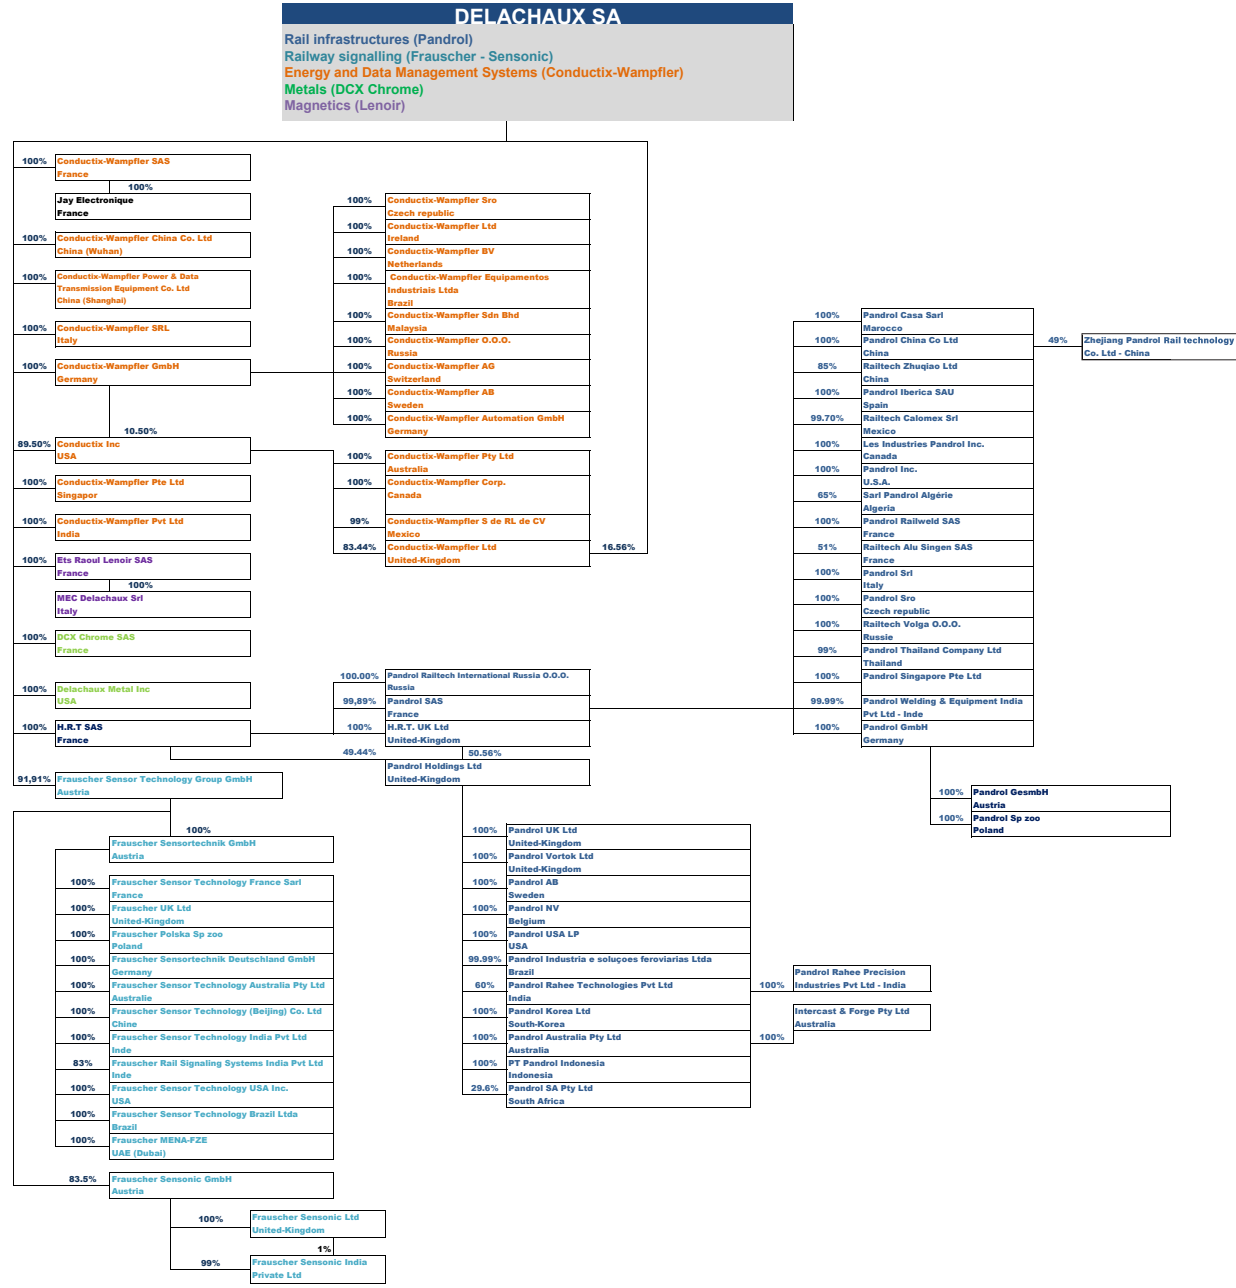 DELACHAUX SA
Rail infrastructures (Pandrol)
Railway signalling (Frauscher - Sensonic)
Energy and Data Management Systems (Conductix-Wampfler)
Metals (DCX Chrome)
Magnetics (Lenoir)
100%
Conductix-Wampfler SAS
France
100%
Jay Electronique
France
100%
Conductix-Wampfler China Co. Ltd
China (Wuhan)
100%
Conductix-Wampfler Power & Data
Transmission Equipment Co. Ltd
China (Shanghai)
100%
Conductix-Wampfler SRL
Italy
100%
Conductix-Wampfler GmbH
Germany
10.50%
89.50%
Conductix Inc
USA
100%
Conductix-Wampfler Pte Ltd
Singapor
100%
Conductix-Wampfler Pvt Ltd
India
100%
Ets Raoul Lenoir SAS
France
100%
MEC Delachaux Srl
Italy
100%
DCX Chrome SAS
France
100%
Delachaux Metal Inc
USA
100%
H.R.T SAS
France
91,91%
Frauscher Sensor Technology Group GmbH
Austria
100%
Conductix-Wampfler Sro
Czech republic
100%
Conductix-Wampfler Ltd
Ireland
100%
Conductix-Wampfler BV
Netherlands
100%
Conductix-Wampfler Equipamentos
Industriais Ltda
Brazil
100%
Conductix-Wampfler Sdn Bhd
Malaysia
100%
Conductix-Wampfler O.O.O.
Russia
100%
Conductix-Wampfler AG
Switzerland
100%
Conductix-Wampfler AB
Sweden
100%
Conductix-Wampfler Automation GmbH
Germany
100%
Conductix-Wampfler Pty Ltd
Australia
100%
Conductix-Wampfler Corp.
Canada
99%
Conductix-Wampfler S de RL de CV
Mexico
83.44%
Conductix-Wampfler Ltd
United-Kingdom
16.56%
100.00%
Pandrol Railtech International Russia O.O.O.
Russia
99,89%
Pandrol SAS
France
100%
H.R.T. UK Ltd
United-Kingdom
49.44%
50.56%
Pandrol Holdings Ltd
United-Kingdom
100%
Pandrol Casa Sarl
Marocco
100%
Pandrol China Co Ltd
China
49%
Zhejiang Pandrol Rail technology
Co. Ltd - China
85%
Railtech Zhuqiao Ltd
China
100%
Pandrol Iberica SAU
Spain
99.70%
Railtech Calomex Srl
Mexico
100%
Les Industries Pandrol Inc.
Canada
100%
Pandrol Inc.
U.S.A.
65%
Sarl Pandrol Algérie
Algeria
100%
Pandrol Railweld SAS
France
51%
Railtech Alu Singen SAS
France
100%
Pandrol Srl
Italy
100%
Pandrol Sro
Czech republic
100%
Railtech Volga O.O.O.
Russie
99%
Pandrol Thailand Company Ltd
Thailand
100%
Pandrol Singapore Pte Ltd
99.99%
Pandrol Welding & Equipment India
Pvt Ltd - Inde
100%
Pandrol GmbH
Germany
100%
Pandrol GesmbH
Austria
100%
Pandrol Sp zoo
Poland
100%
Frauscher Sensortechnik GmbH
Austria
100%
Frauscher Sensor Technology France Sarl
France
100%
Frauscher UK Ltd
United-Kingdom
100%
Frauscher Polska Sp zoo
Poland
100%
Frauscher Sensortechnik Deutschland GmbH
Germany
100%
Frauscher Sensor Technology Australia Pty Ltd
Australie
100%
Frauscher Sensor Technology (Beijing) Co. Ltd
Chine
100%
Frauscher Sensor Technology India Pvt Ltd
Inde
83%
Frauscher Rail Signaling Systems India Pvt Ltd
Inde
100%
Frauscher Sensor Technology USA Inc.
USA
100%
Frauscher Sensor Technology Brazil Ltda
Brazil
100%
Frauscher MENA-FZE
UAE (Dubai)
83.5%
Frauscher Sensonic GmbH
Austria
100%
Frauscher Sensonic Ltd
United-Kingdom
1%
99%
Frauscher Sensonic India
Private Ltd
100%
Pandrol UK Ltd
United-Kingdom
100%
Pandrol Vortok Ltd
United-Kingdom
100%
Pandrol AB
Sweden
100%
Pandrol NV
Belgium
100%
Pandrol USA LP
USA
99.99%
Pandrol Industria e soluçoes feroviarias Ltda
Brazil
60%
Pandrol Rahee Technologies Pvt Ltd
India
100%
Pandrol Rahee Precision
Industries Pvt Ltd - India
100%
Pandrol Korea Ltd
South-Korea
100%
Pandrol Australia Pty Ltd
Australia
100%
Intercast & Forge Pty Ltd
Australia
100%
PT Pandrol Indonesia
Indonesia
29.6%
Pandrol SA Pty Ltd
South Africa